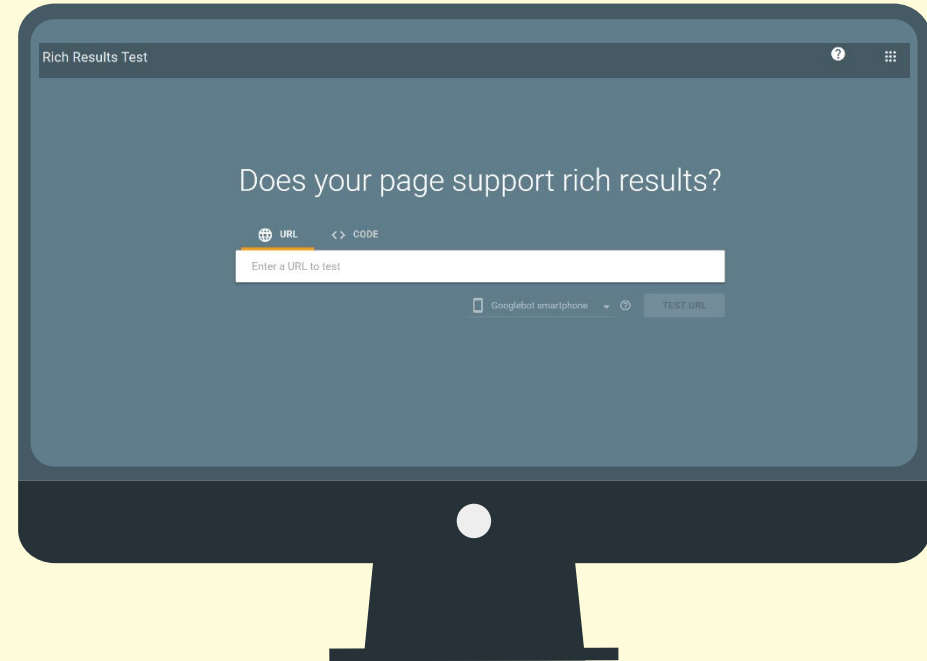 Rich Results Test
Does your page support rich results?
URL
<> CODE
Enter a URL to test
Googlebot smartphone
TEST URL